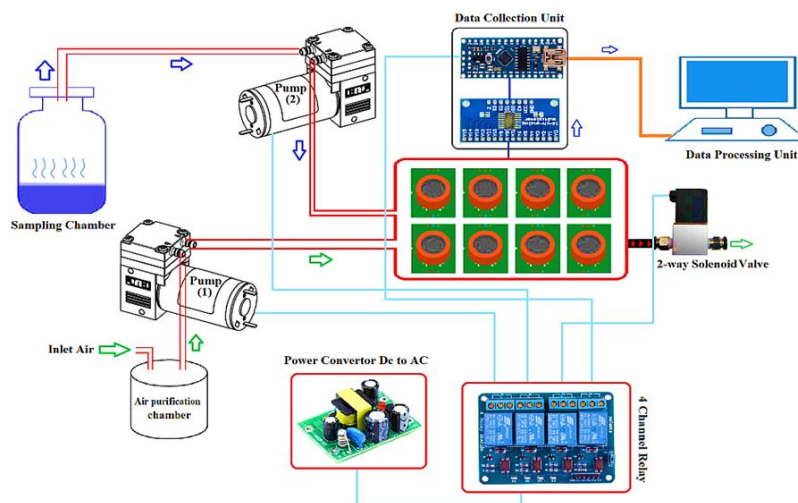 Data Collection Unit
Pump
(2)
Data Processing Unit
Sampling Chamber
2-way Solenoid Valve
Pump
(1)
Inlet Air
Air purification
chamber
Power Convertor Dc to AC
4 Channel Relay